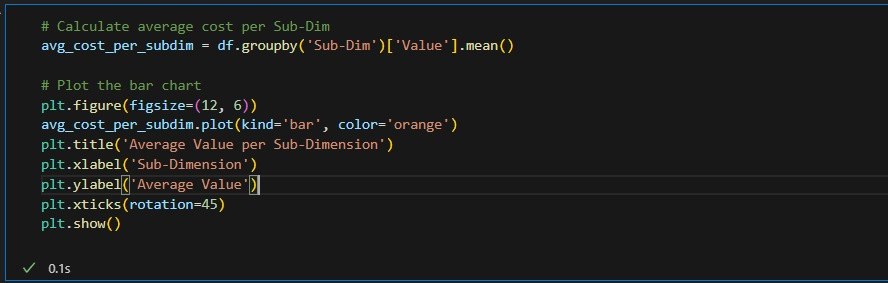 # Calculate average cost per Sub-Dim
avg_cost_per_subdim = df.groupby('Sub-Dim')['Value'].mean()
# Plot the bar chart
plt.figure(figsize=(12, 6))
avg_cost_per_subdim.plot(kind='bar', color='orange')
plt.title('Average Value per Sub-Dimension')
plt.xlabel('Sub-Dimension')
plt.ylabel('Average Value')
plt.xticks(rotation=45)
plt.show()
0.1s